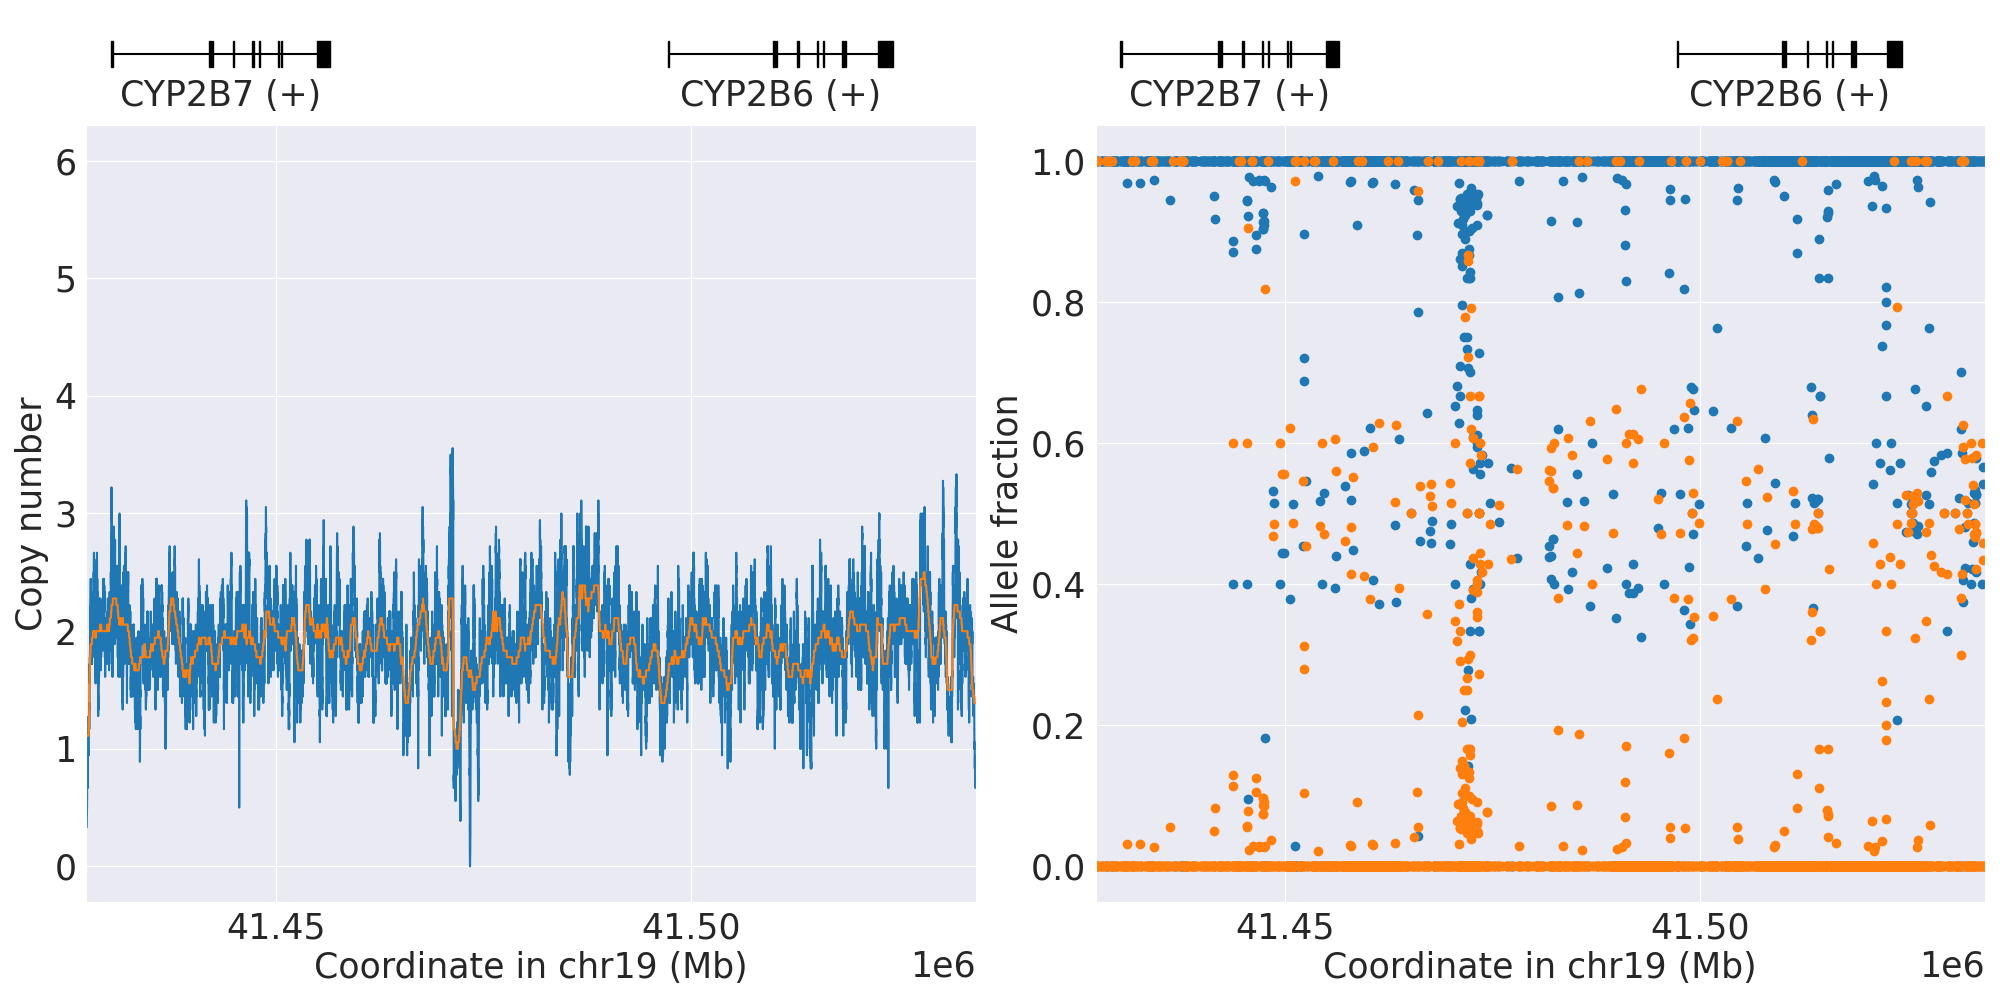 CYP2B7 (+)
CYP2B6 (+)
CYP2B7 (+)
CYP2B6 (+)
6
5
4
3
2
1
0
Copy number
41.45
41.50
Coordinate in chr19 (Mb)
1e6
1.0
0.8
0.6
0.4
0.2
0.0
Allele fraction
41.45
41.50
Coordinate in chr19 (Mb)
1e6